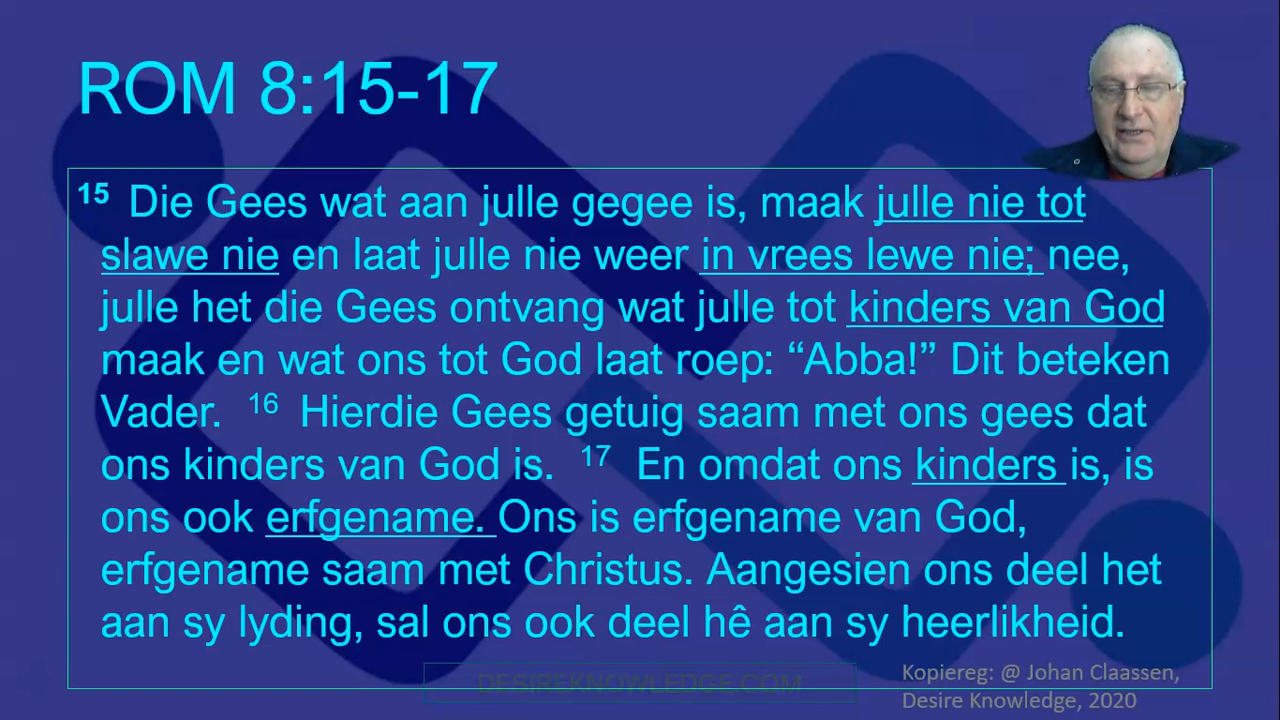 ROM 8:15-17
15 Die Gees wat aan julle gegee is, maak julle nie tot
slawe nie en laat julle nie weer in vrees lewe nie; nee,
julle het die Gees ontvang wat julle tot kinders van God
maak en wat ons tot God laat roep: “Abba!” Dit beteken
Vader. 16 Hierdie Gees getuig saam met ons gees dat
ons kinders van God is. 17 En omdat ons kinders is, is
ons ook erfgename. Ons is erfgename van God,
erfgename saam met Christus. Aangesien ons deel het
aan sy lyding, sal ons ook deel hê aan sy heerlikheid.
DESIREKNOWLEDGE.COM
Kopiereg: @ Johan Claassen,
Desire Knowledge, 2020